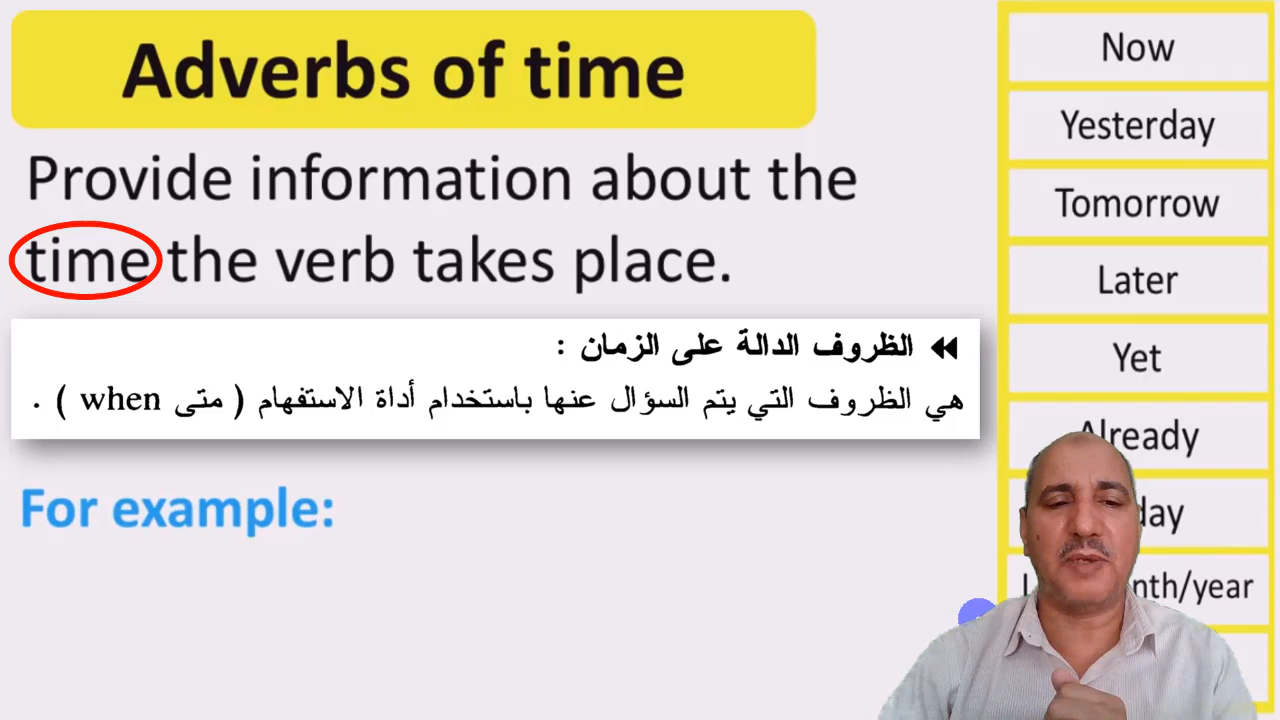 Adverbs of time
Provide information about the
time the verb takes place.
الظروف الدالة على الزمان :
هي الظروف التي يتم السؤال عنها باستخدام أداة الاستفهام ( متى when ) .
For example:
Now
Yesterday
Tomorrow
Later
Yet
Already